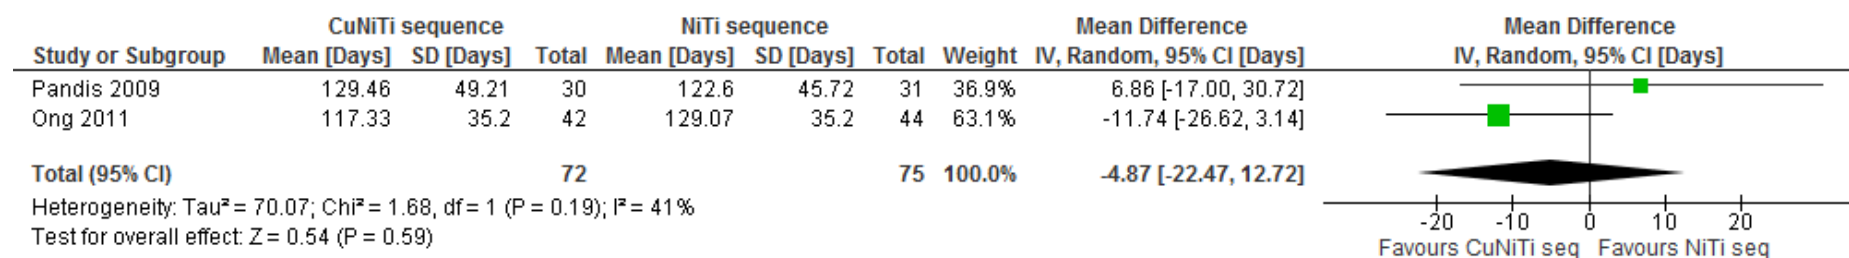 CuNiTi sequence NiTi sequence Mean Difference Mean Difference
Study or Subgroup Mean [Days] SD [Days] Total Mean [Days] SD [Days] Total Weight IV, Random, 95% CI [Days] IV, Random, 95% CI [Days]
Pandis 2009 129.46 49.21 30 122.6 45.72 31 36.9% 6.86 [-17.00, 30.72]
Ong 2011 117.33 35.2 42 129.07 35.2 44 63.1% -11.74 [-26.62, 3.14]
Total (95% CI) 72 75 100.0% -4.87 [-22.47, 12.72]
Heterogeneity: Tau² = 70.07; Chi² = 1.68, df = 1 (P = 0.19); I² = 41%
Test for overall effect: Z = 0.54 (P = 0.59)
-20 -10 0 10 20
Favours CuNiTi seq Favours NiTi seq